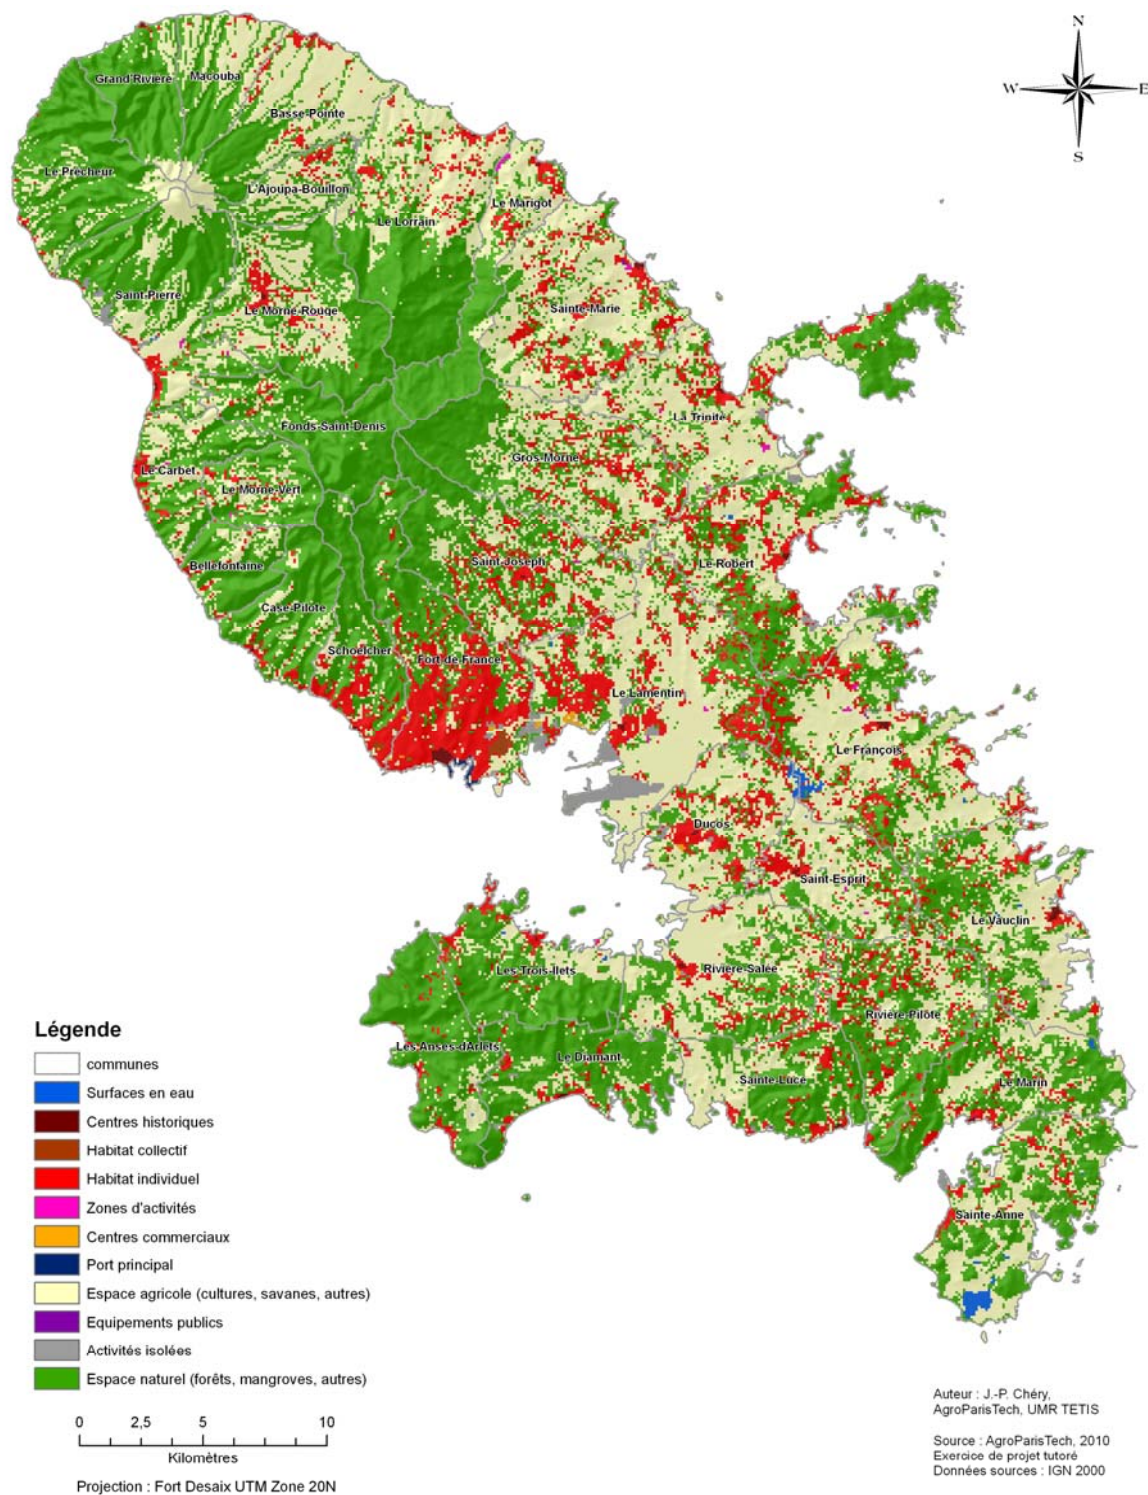 N
W E
S
Grand-Rivière
Macouba
Basse-Pointe
Le-Prêcheur
L'Ajoupa-Bouillon
Le-Marigot
Le-Lorrain
Saint-Pierre
Le-Morne-Rouge
Sainte-Marie
La-Trinité
Fonds-Saint-Denis
Gros-Morne
Le-Carbet
Le-Morne-Vert
Saint-Joseph
Le-Robert
Bellefontaine
Case-Pilote
Schoelcher
Fort-de-France
Le-Lamentin
Le-François
Ducos
Saint-Esprit
Le-Vauclin
Les-Trois-Ilets
Rivière-Salée
Rivière-Pilote
Les-Anses-d'Arlets
Le-Diamant
Sainte-Luce
Le-Marin
Sainte-Anne
Légende
communes
Surfaces en eau
Centres historiques
Habitat collectif
Habitat individuel
Zones d'activités
Centres commerciaux
Port principal
Espace agricole (cultures, savanes, autres)
Equipements publics
Activités isolées
Espace naturel (forêts, mangroves, autres)
0 2,5 5 10
Kilomètres
Projection : Fort Desaix UTM Zone 20N
Auteur : J.-P. Chéry,
AgroParisTech, UMR TETIS
Source : AgroParisTech, 2010
Exercice de projet tutoré
Données sources : IGN 2000